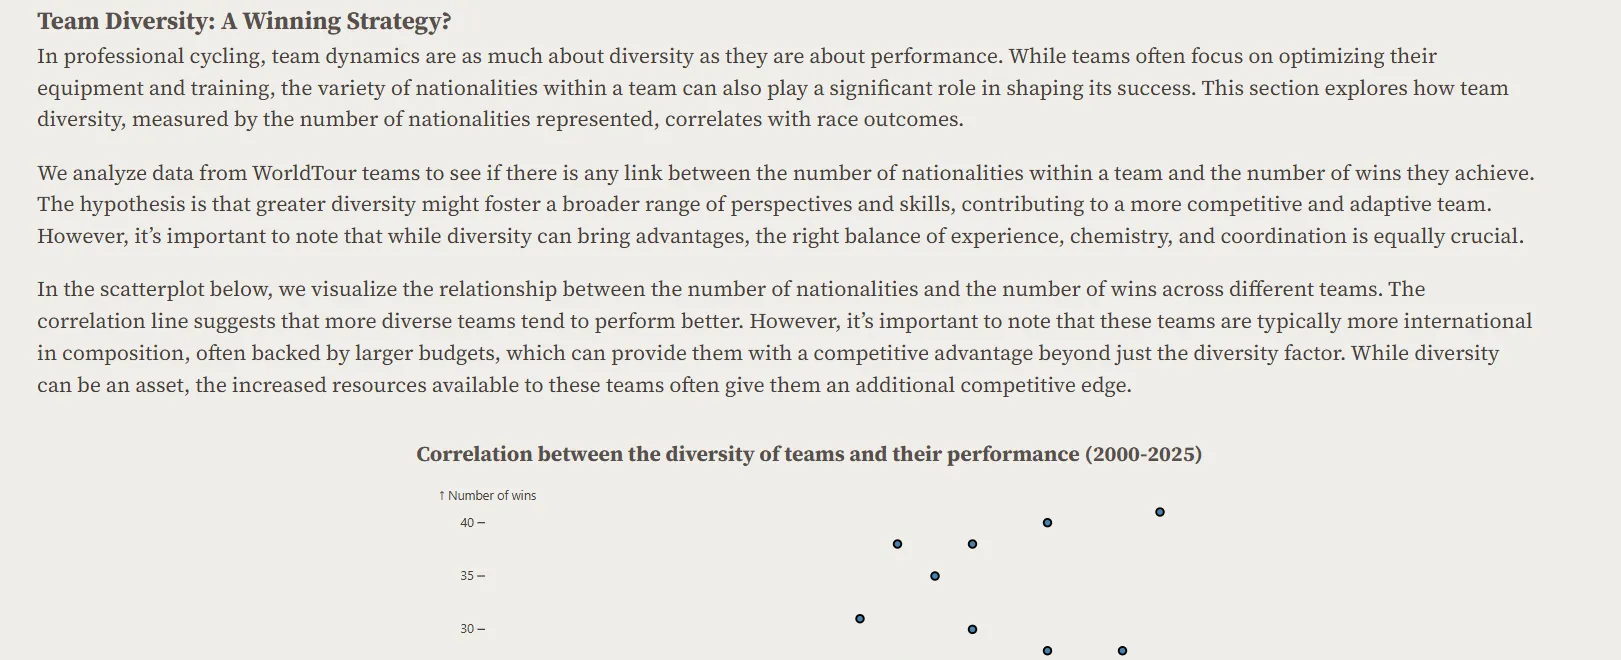 Team Diversity: A Winning Strategy?
In professional cycling, team dynamics are as much about diversity as they are about performance. While teams often focus on optimizing their
equipment and training, the variety of nationalities within a team can also play a significant role in shaping its success. This section explores how team
diversity, measured by the number of nationalities represented, correlates with race outcomes.
We analyze data from WorldTour teams to see if there is any link between the number of nationalities within a team and the number of wins they achieve.
The hypothesis is that greater diversity might foster a broader range of perspectives and skills, contributing to a more competitive and adaptive team.
However, it’s important to note that while diversity can bring advantages, the right balance of experience, chemistry, and coordination is equally crucial.
In the scatterplot below, we visualize the relationship between the number of nationalities and the number of wins across different teams. The
correlation line suggests that more diverse teams tend to perform better. However, it’s important to note that these teams are typically more international
in composition, often backed by larger budgets, which can provide them with a competitive advantage beyond just the diversity factor. While diversity
can be an asset, the increased resources available to these teams often give them an additional competitive edge.
Correlation between the diversity of teams and their performance (2000-2025)
↑ Number of wins
40
35
30